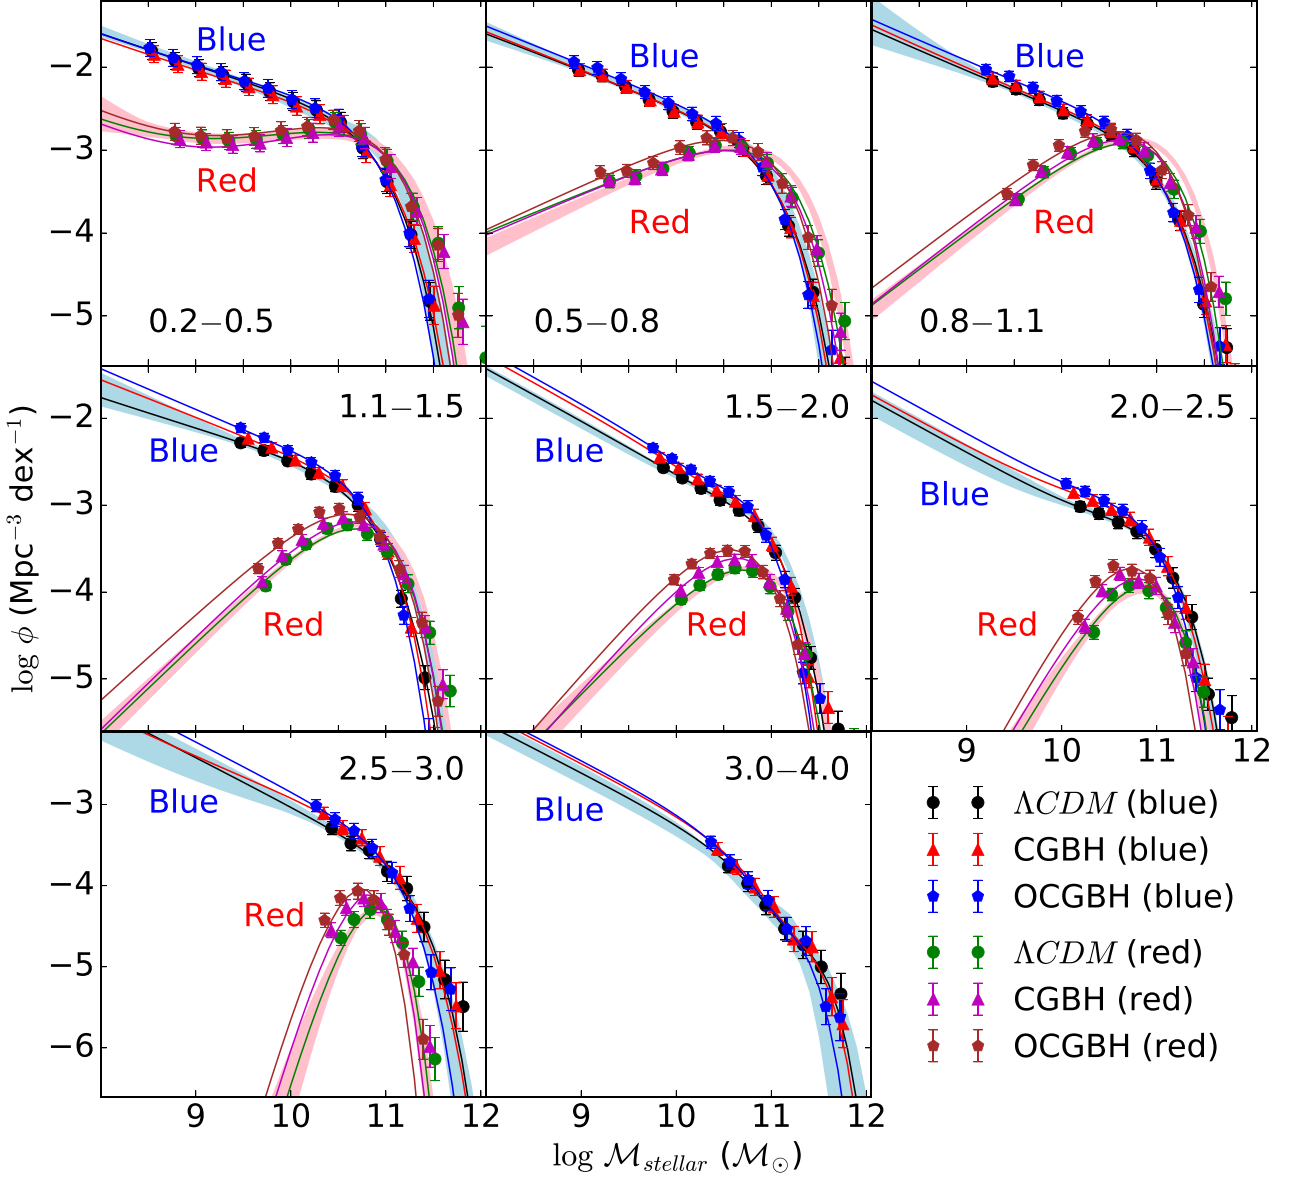 Blue
Red
0.2−0.5
−2
−3
−4
−5
Blue
Red
0.5−0.8
Blue
Red
0.8−1.1
1.1−1.5
Blue
Red
−2
−3
−4
−5
1.5−2.0
Blue
Red
2.0−2.5
Blue
Red
9 10 11 12
log ϕ (Mpc⁻³ dex⁻¹)
2.5−3.0
Blue
Red
−3
−4
−5
−6
9 10 11 12
3.0−4.0
Blue
9 10 11 12
log ℳstellar (ℳ⊙)
ΛCDM (blue)
CGBH (blue)
OCGBH (blue)
ΛCDM (red)
CGBH (red)
OCGBH (red)